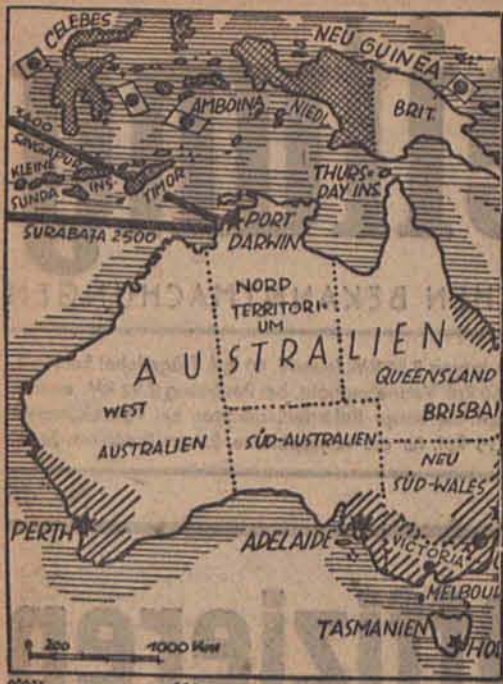 CELEBES
NEU GUINEA
AMBOINA
NIEDL
BRIT.
3400
SINGAPUR
KLEINE
SUNDA
INS.
TIMOR
THURS-
DAY INS.
SURABAJA 2500
PORT
DARWIN
NORD
TERRITORI-
UM
AUSTRALIEN
QUEENSLAND
WEST
AUSTRALIEN
BRISBA
SÜD-AUSTRALIEN
NEU
SÜD-WALES
PERTH
ADELAIDE
VICTORIA
MELBOU
TASMANIEN
HO
200 1000 Km